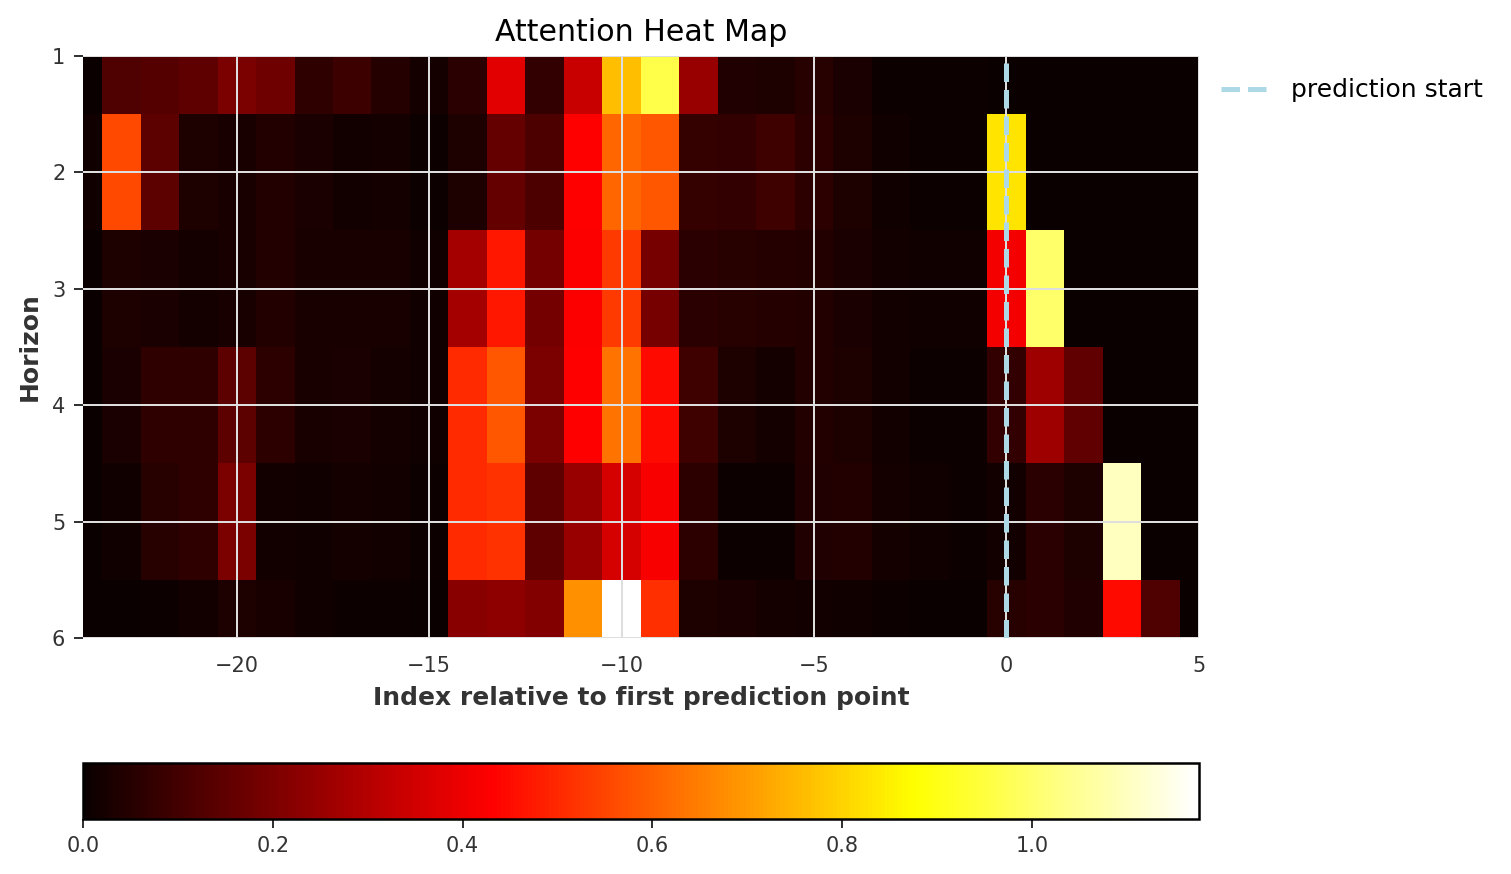 Attention Heat Map
prediction start
Horizon
1
2
3
4
5
6
−20 −15 −10 −5 0 5
Index relative to first prediction point
0.0 0.2 0.4 0.6 0.8 1.0